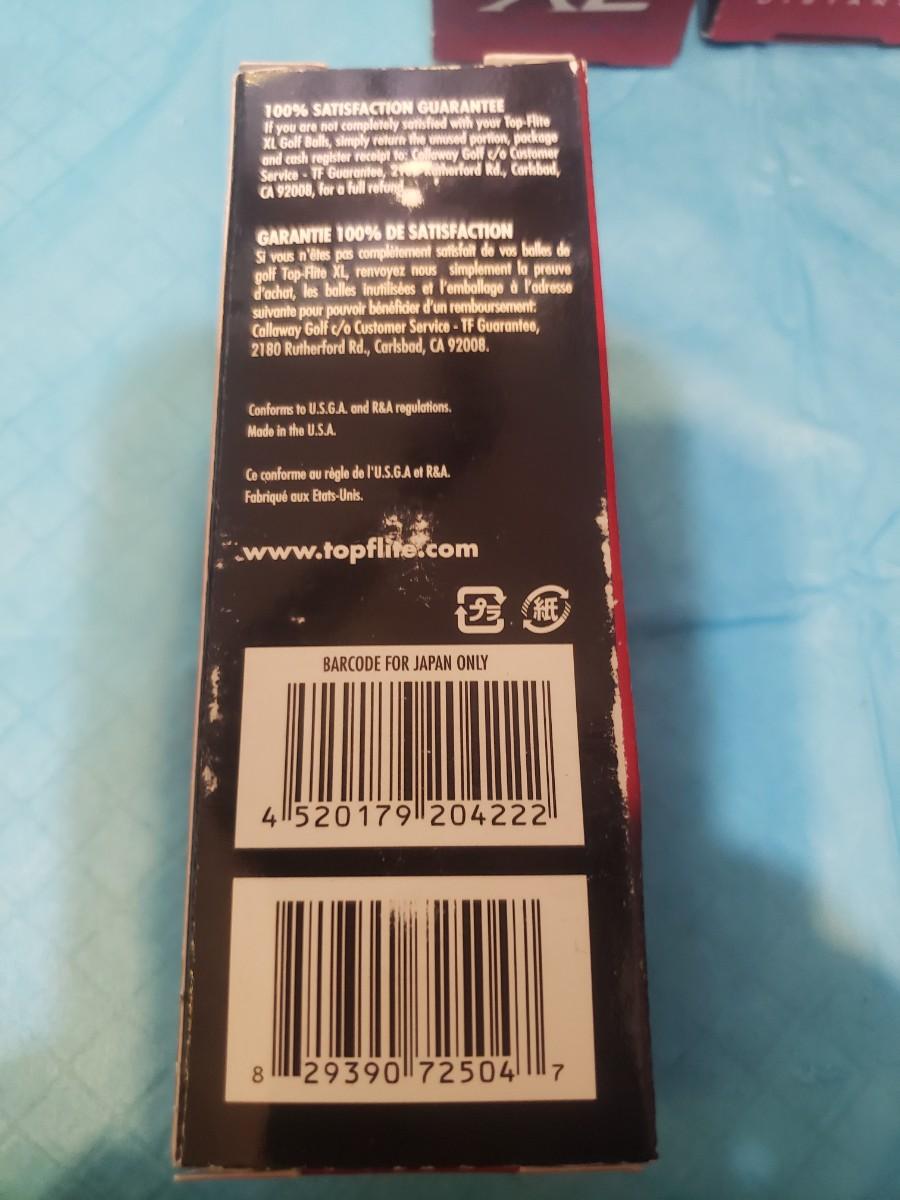 XL
100% SATISFACTION GUARANTEE
If you are not completely satisfied with your Top-Flite
XL Golf Balls, simply return the unused portion, package
and cash register receipt to: Callaway Golf c/o Customer
Service - TF Guarantee, Rutherford Rd., Carlsbad,
CA 92008, for a full refund
GARANTIE 100% DE SATISFACTION
Si vous n'êtes pas complètement satisfait de vos balles de
golf Top-Flite XL, renvoyez nous simplement la preuve
d'achat, les balles inutilisées et l'emballage à l'adresse
suivante pour pouvoir bénéficier d'un remboursement:
Callaway Golf c/o Customer Service - TF Guarantee,
2180 Rutherford Rd., Carlsbad, CA 92008.
Conforms to U.S.G.A. and R&A regulations.
Made in the U.S.A.
Ce conforme au règle de l'U.S.G.A et R&A.
Fabriqué aux Etats-Unis.
www.topflite.com
プラ 紙
BARCODE FOR JAPAN ONLY
4 520179 204222
8 29390 72504 7